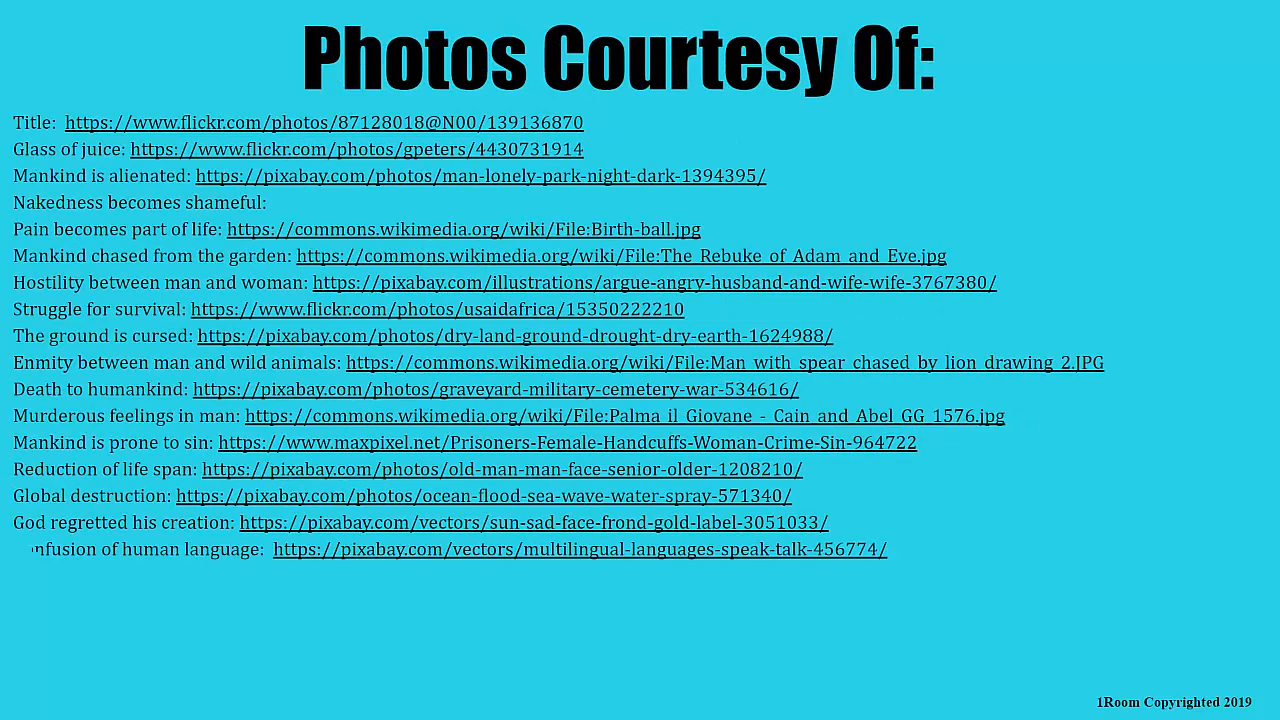 Photos Courtesy Of:
Title: https://www.flickr.com/photos/87128018@N00/139136870
Glass of juice: https://www.flickr.com/photos/gpeters/4430731914
Mankind is alienated: https://pixabay.com/photos/man-lonely-park-night-dark-1394395/
Nakedness becomes shameful:
Pain becomes part of life: https://commons.wikimedia.org/wiki/File:Birth-ball.jpg
Mankind chased from the garden: https://commons.wikimedia.org/wiki/File:The_Rebuke_of_Adam_and_Eve.jpg
Hostility between man and woman: https://pixabay.com/illustrations/argue-angry-husband-and-wife-wife-3767380/
Struggle for survival: https://www.flickr.com/photos/usaidafrica/15350222210
The ground is cursed: https://pixabay.com/photos/dry-land-ground-drought-dry-earth-1624988/
Enmity between man and wild animals: https://commons.wikimedia.org/wiki/File:Man_with_spear_chased_by_lion_drawing_2.JPG
Death to humankind: https://pixabay.com/photos/graveyard-military-cemetery-war-534616/
Murderous feelings in man: https://commons.wikimedia.org/wiki/File:Palma_il_Giovane_-_Cain_and_Abel_GG_1576.jpg
Mankind is prone to sin: https://www.maxpixel.net/Prisoners-Female-Handcuffs-Woman-Crime-Sin-964722
Reduction of life span: https://pixabay.com/photos/old-man-man-face-senior-older-1208210/
Global destruction: https://pixabay.com/photos/ocean-flood-sea-wave-water-spray-571340/
God regretted his creation: https://pixabay.com/vectors/sun-sad-face-frond-gold-label-3051033/
nfusion of human language: https://pixabay.com/vectors/multilingual-languages-speak-talk-456774/
1Room Copyrighted 2019